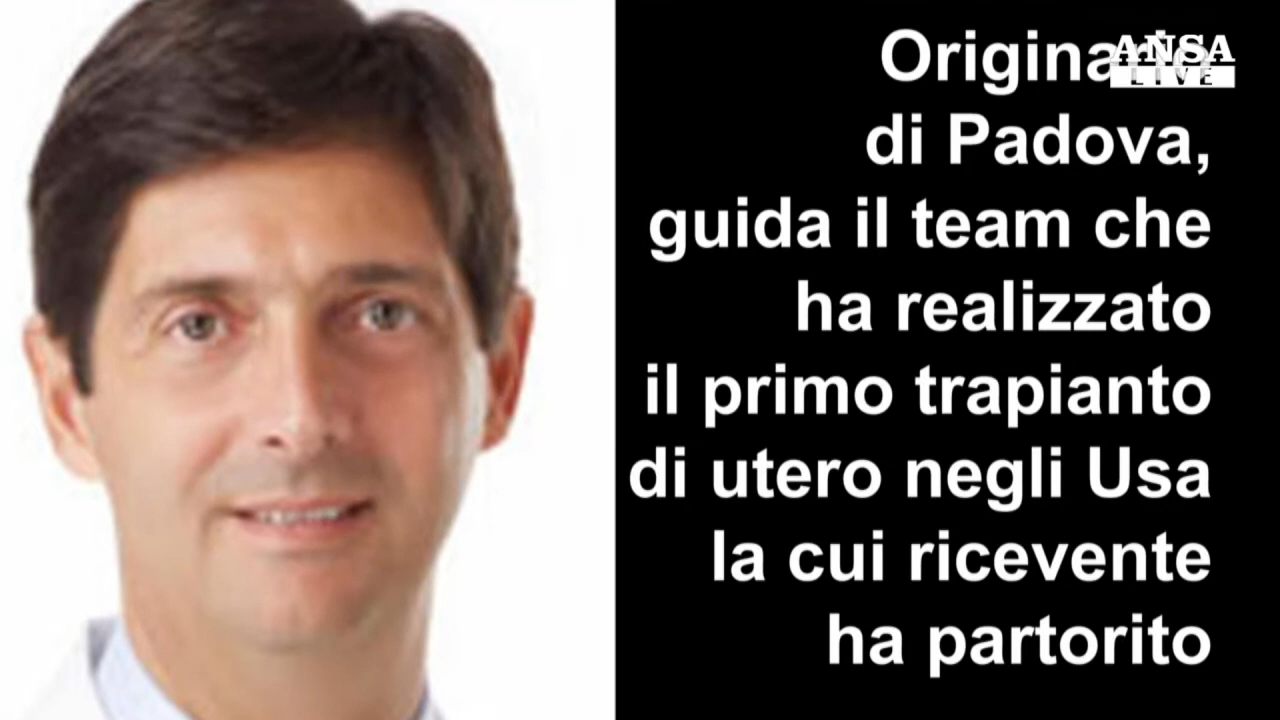 Originario
di Padova,
guida il team che
ha realizzato
il primo trapianto
di utero negli Usa
la cui ricevente
ha partorito
ANSA
LIVE